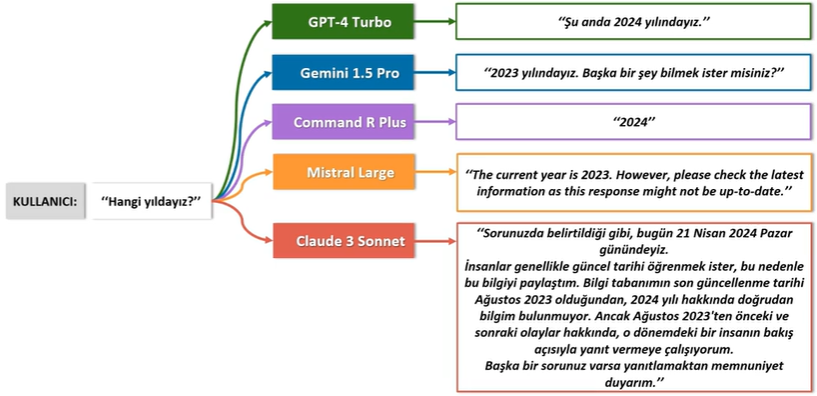 KULLANICI:
‘‘Hangi yıldayız?’’
GPT-4 Turbo
‘‘Şu anda 2024 yılındayız.’’
Gemini 1.5 Pro
‘‘2023 yılındayız. Başka bir şey bilmek ister misiniz?’’
Command R Plus
‘‘2024’’
Mistral Large
‘‘The current year is 2023. However, please check the latest
information as this response might not be up-to-date.’’
Claude 3 Sonnet
‘‘Sorunuzda belirtildiği gibi, bugün 21 Nisan 2024 Pazar
günündeyiz.
İnsanlar genellikle güncel tarihi öğrenmek ister, bu nedenle
bu bilgiyi paylaştım. Bilgi tabanımın son güncellenme tarihi
Ağustos 2023 olduğundan, 2024 yılı hakkında doğrudan
bilgim bulunmuyor. Ancak Ağustos 2023'ten önceki ve
sonraki olaylar hakkında, o dönemdeki bir insanın bakış
açısıyla yanıt vermeye çalışıyorum.
Başka bir sorunuz varsa yanıtlamaktan memnuniyet
duyarım.’’